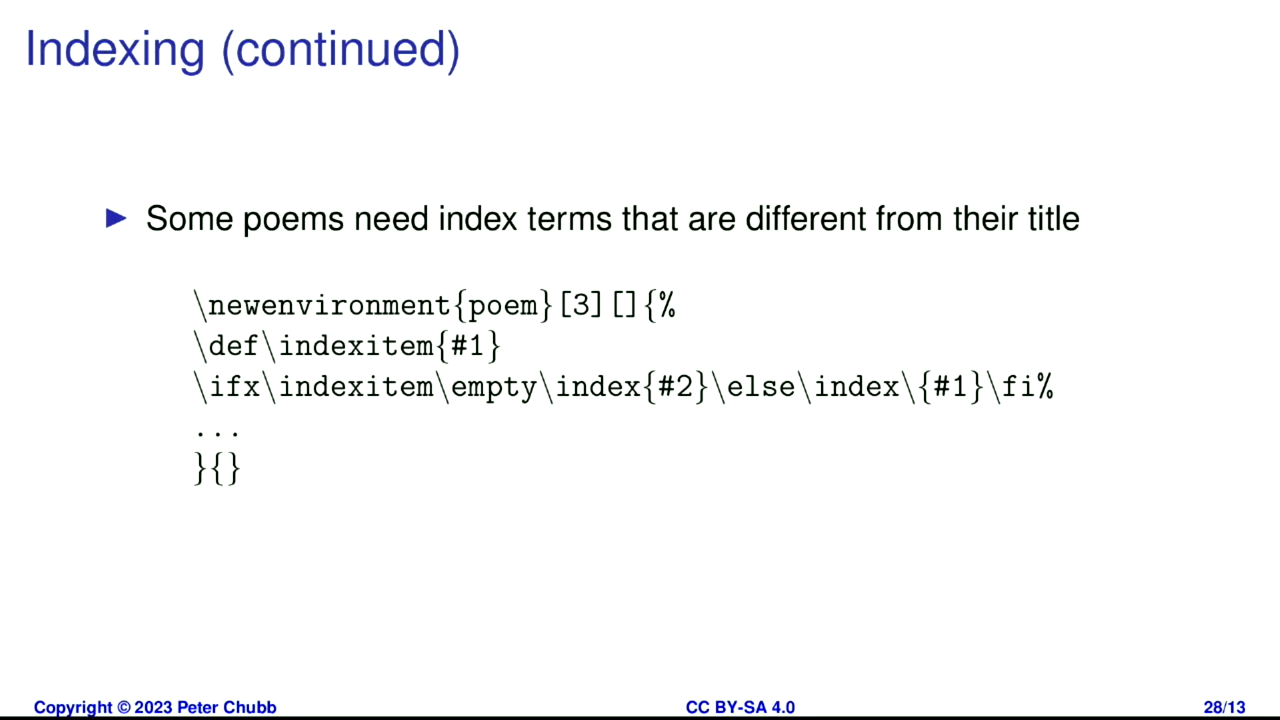 Indexing (continued)
Some poems need index terms that are different from their title
\newenvironment{poem}[3][]{%
\def\indexitem{#1}
\ifx\indexitem\empty\index{#2}\else\index\{#1}\fi%
...
}{}
Copyright © 2023 Peter Chubb CC BY-SA 4.0 28/13